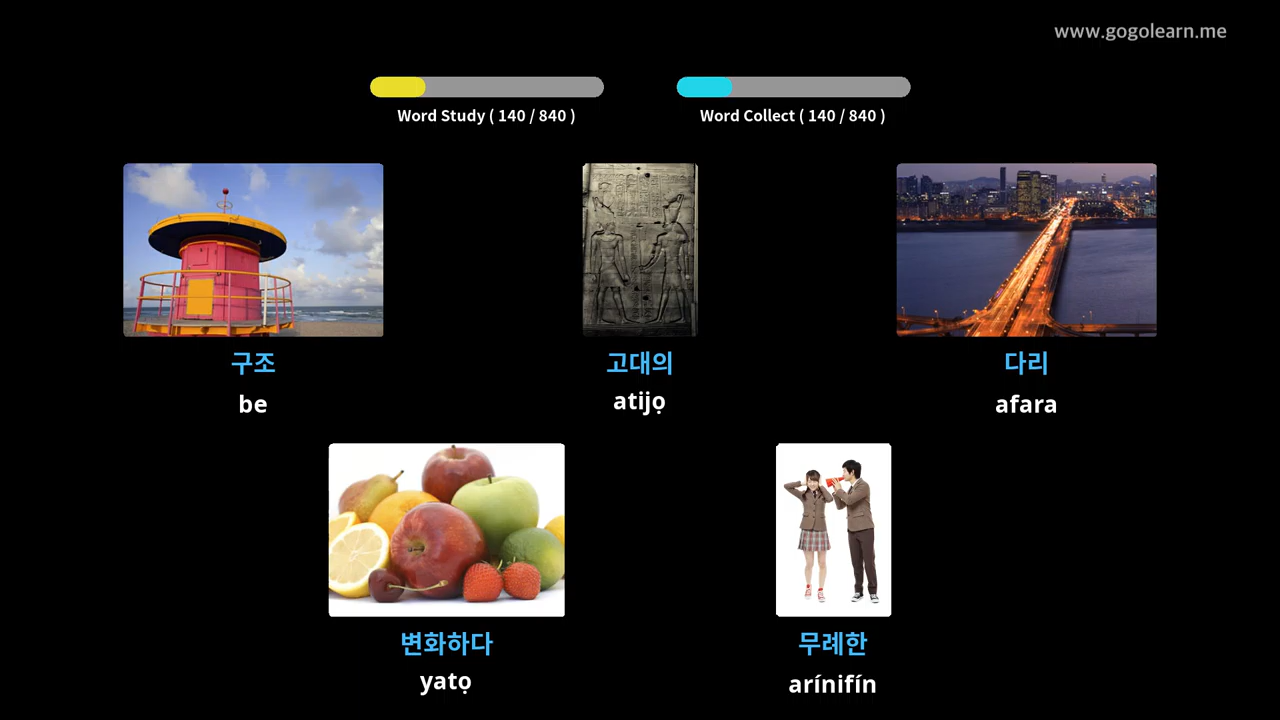 www.gogolearn.me
Word Study ( 140 / 840 )
Word Collect ( 140 / 840 )
구조
be
고대의
atijọ
다리
afara
변화하다
yatọ
무례한
arínifín